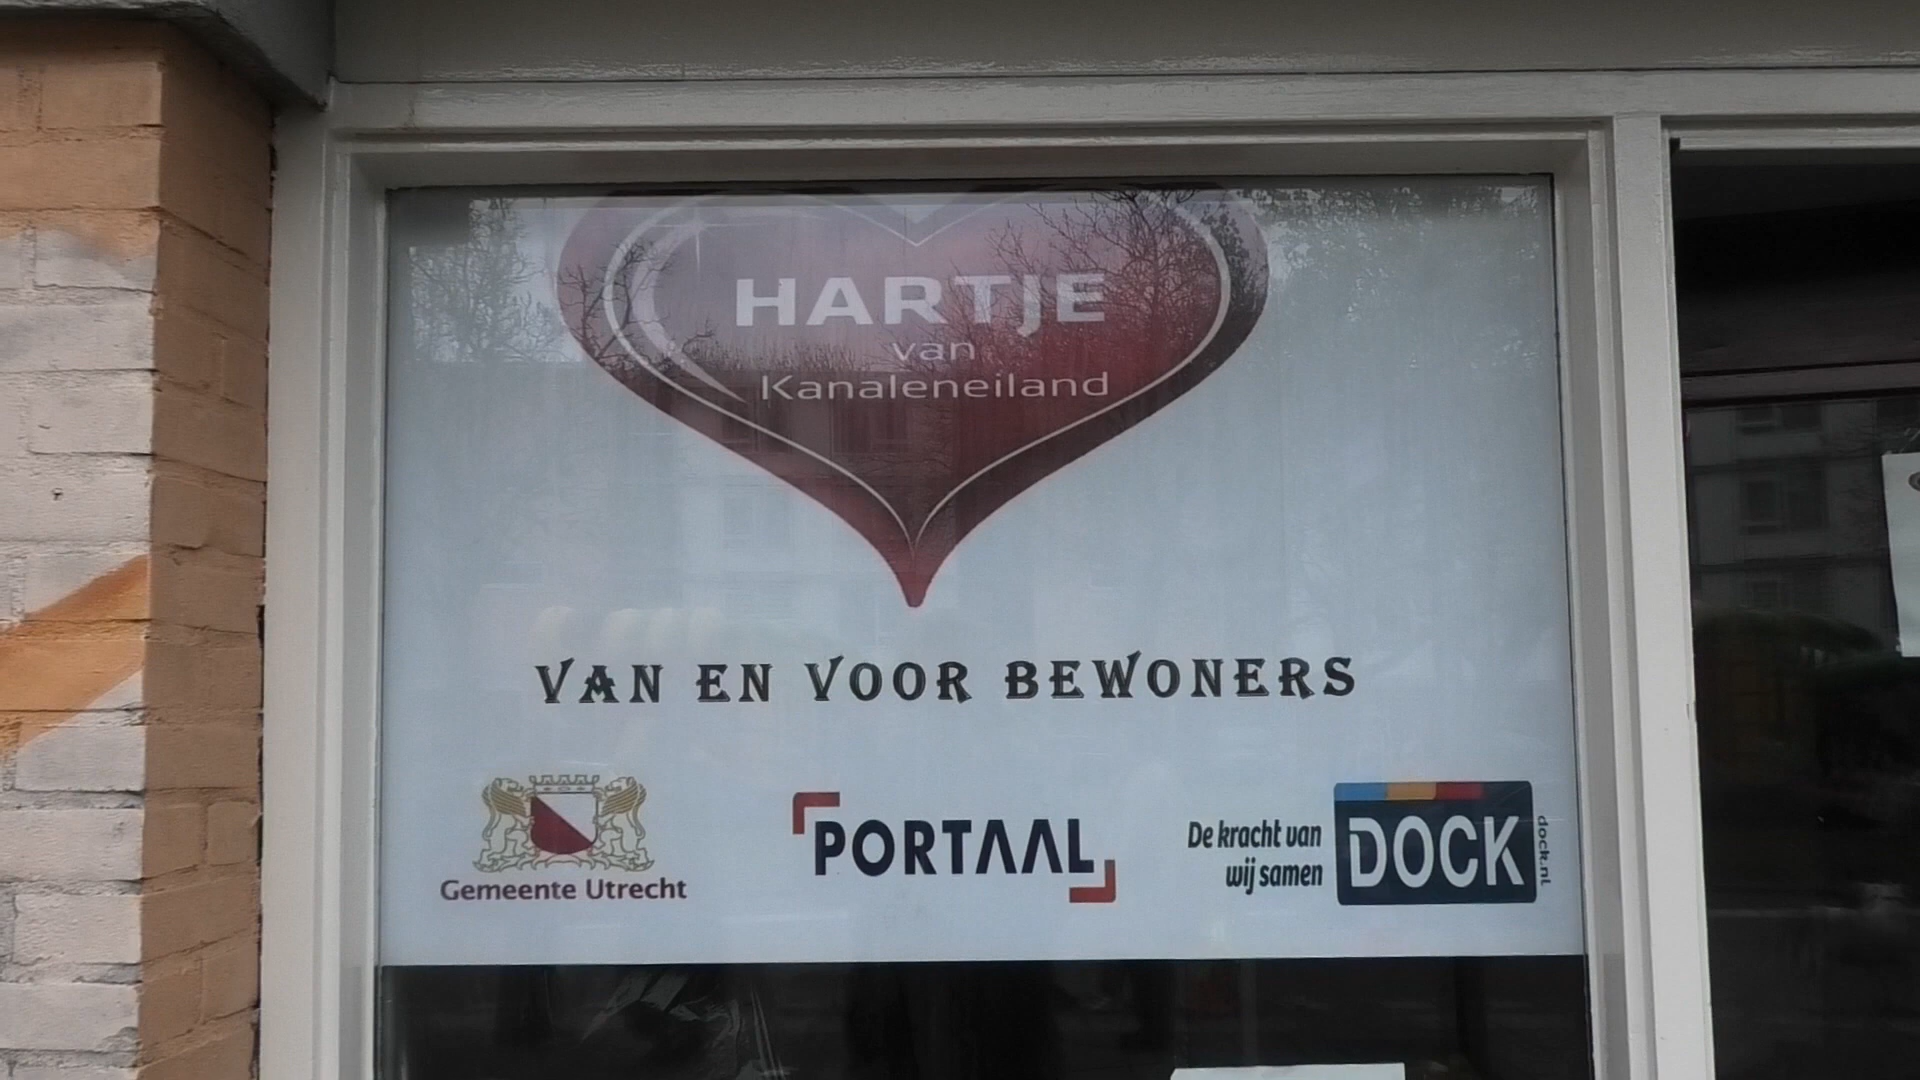 HARTJE
van
Kanaleneiland
VAN EN VOOR BEWONERS
Gemeente Utrecht
PORTAAL
De kracht van
wij samen
DOCK
dock.nl